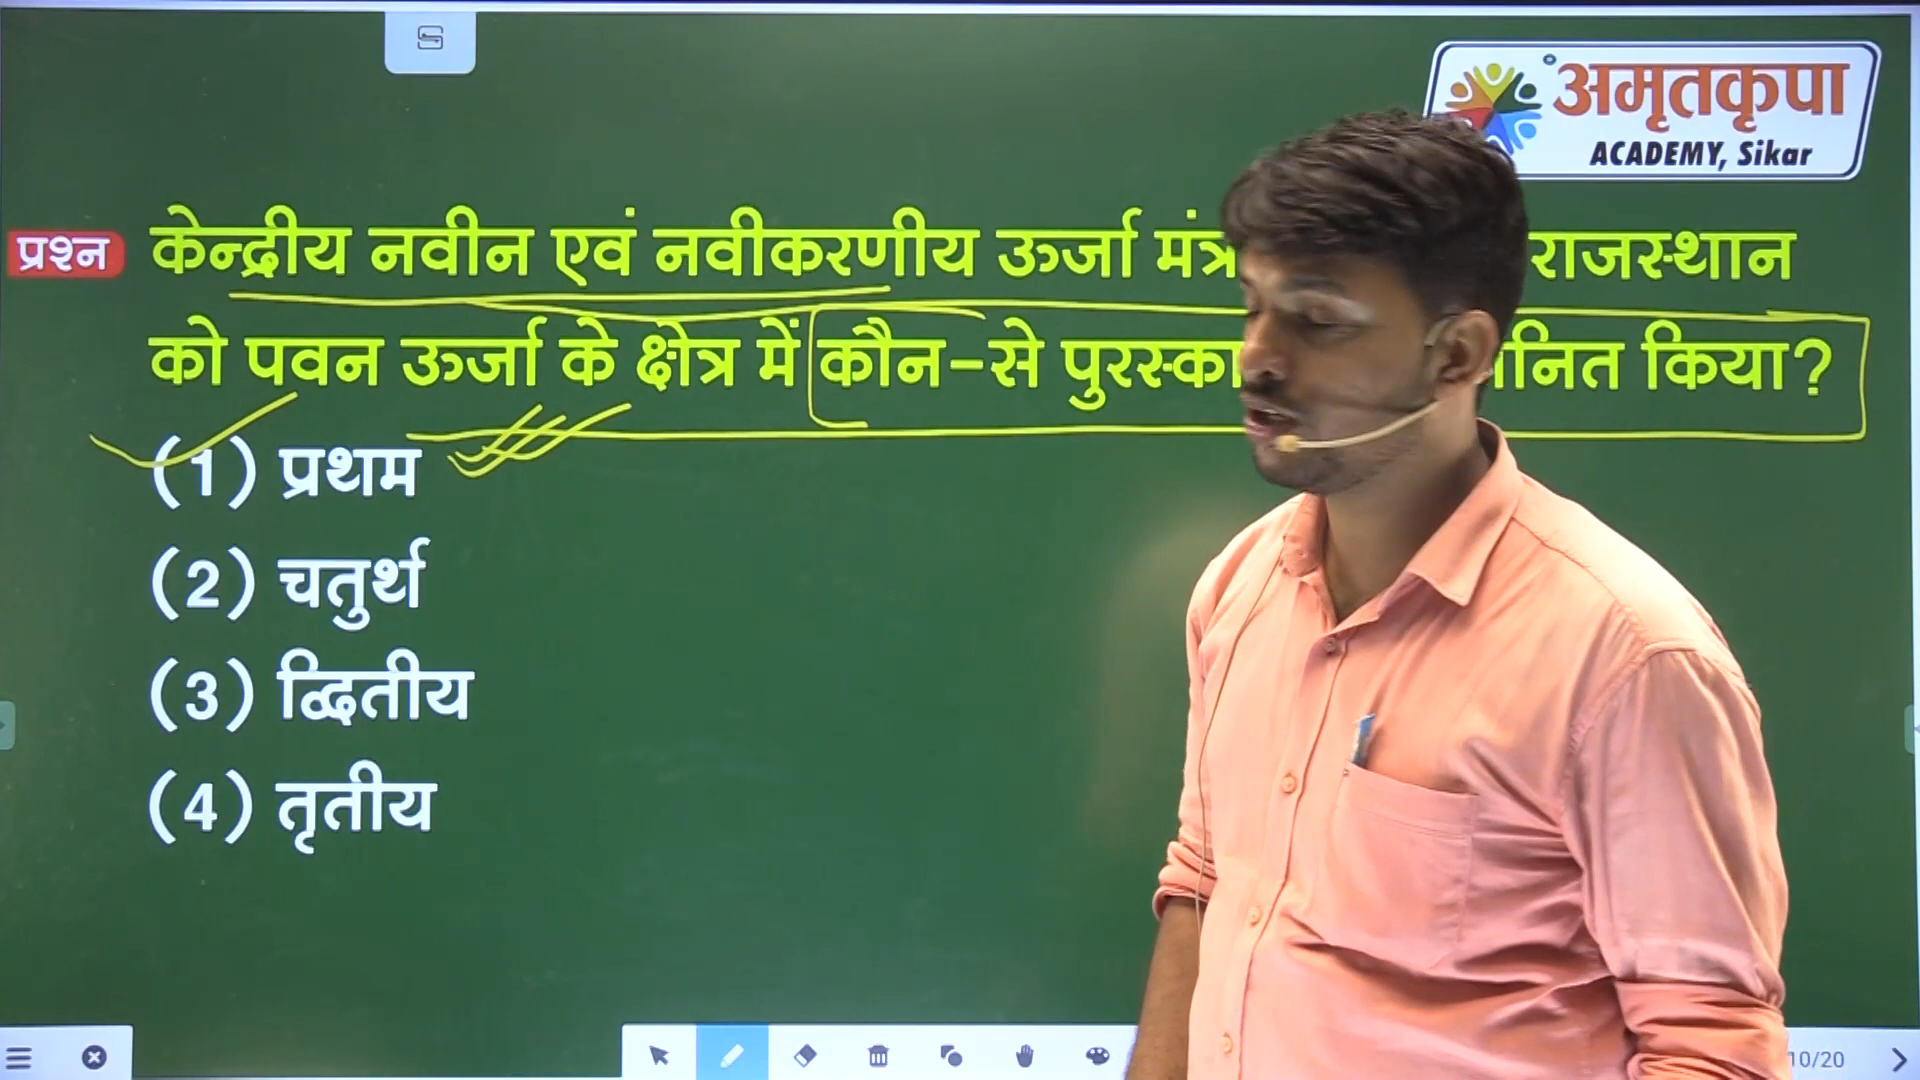 अमृतकृपा
ACADEMY, Sikar
प्रश्न केन्द्रीय नवीन एवं नवीकरणीय ऊर्जा राजस्थान
को पवन ऊर्जा के क्षेत्र में कौन-से किया?
(1) प्रथम
(2) चतुर्थ
(3) द्वितीय
(4) तृतीय
10/20